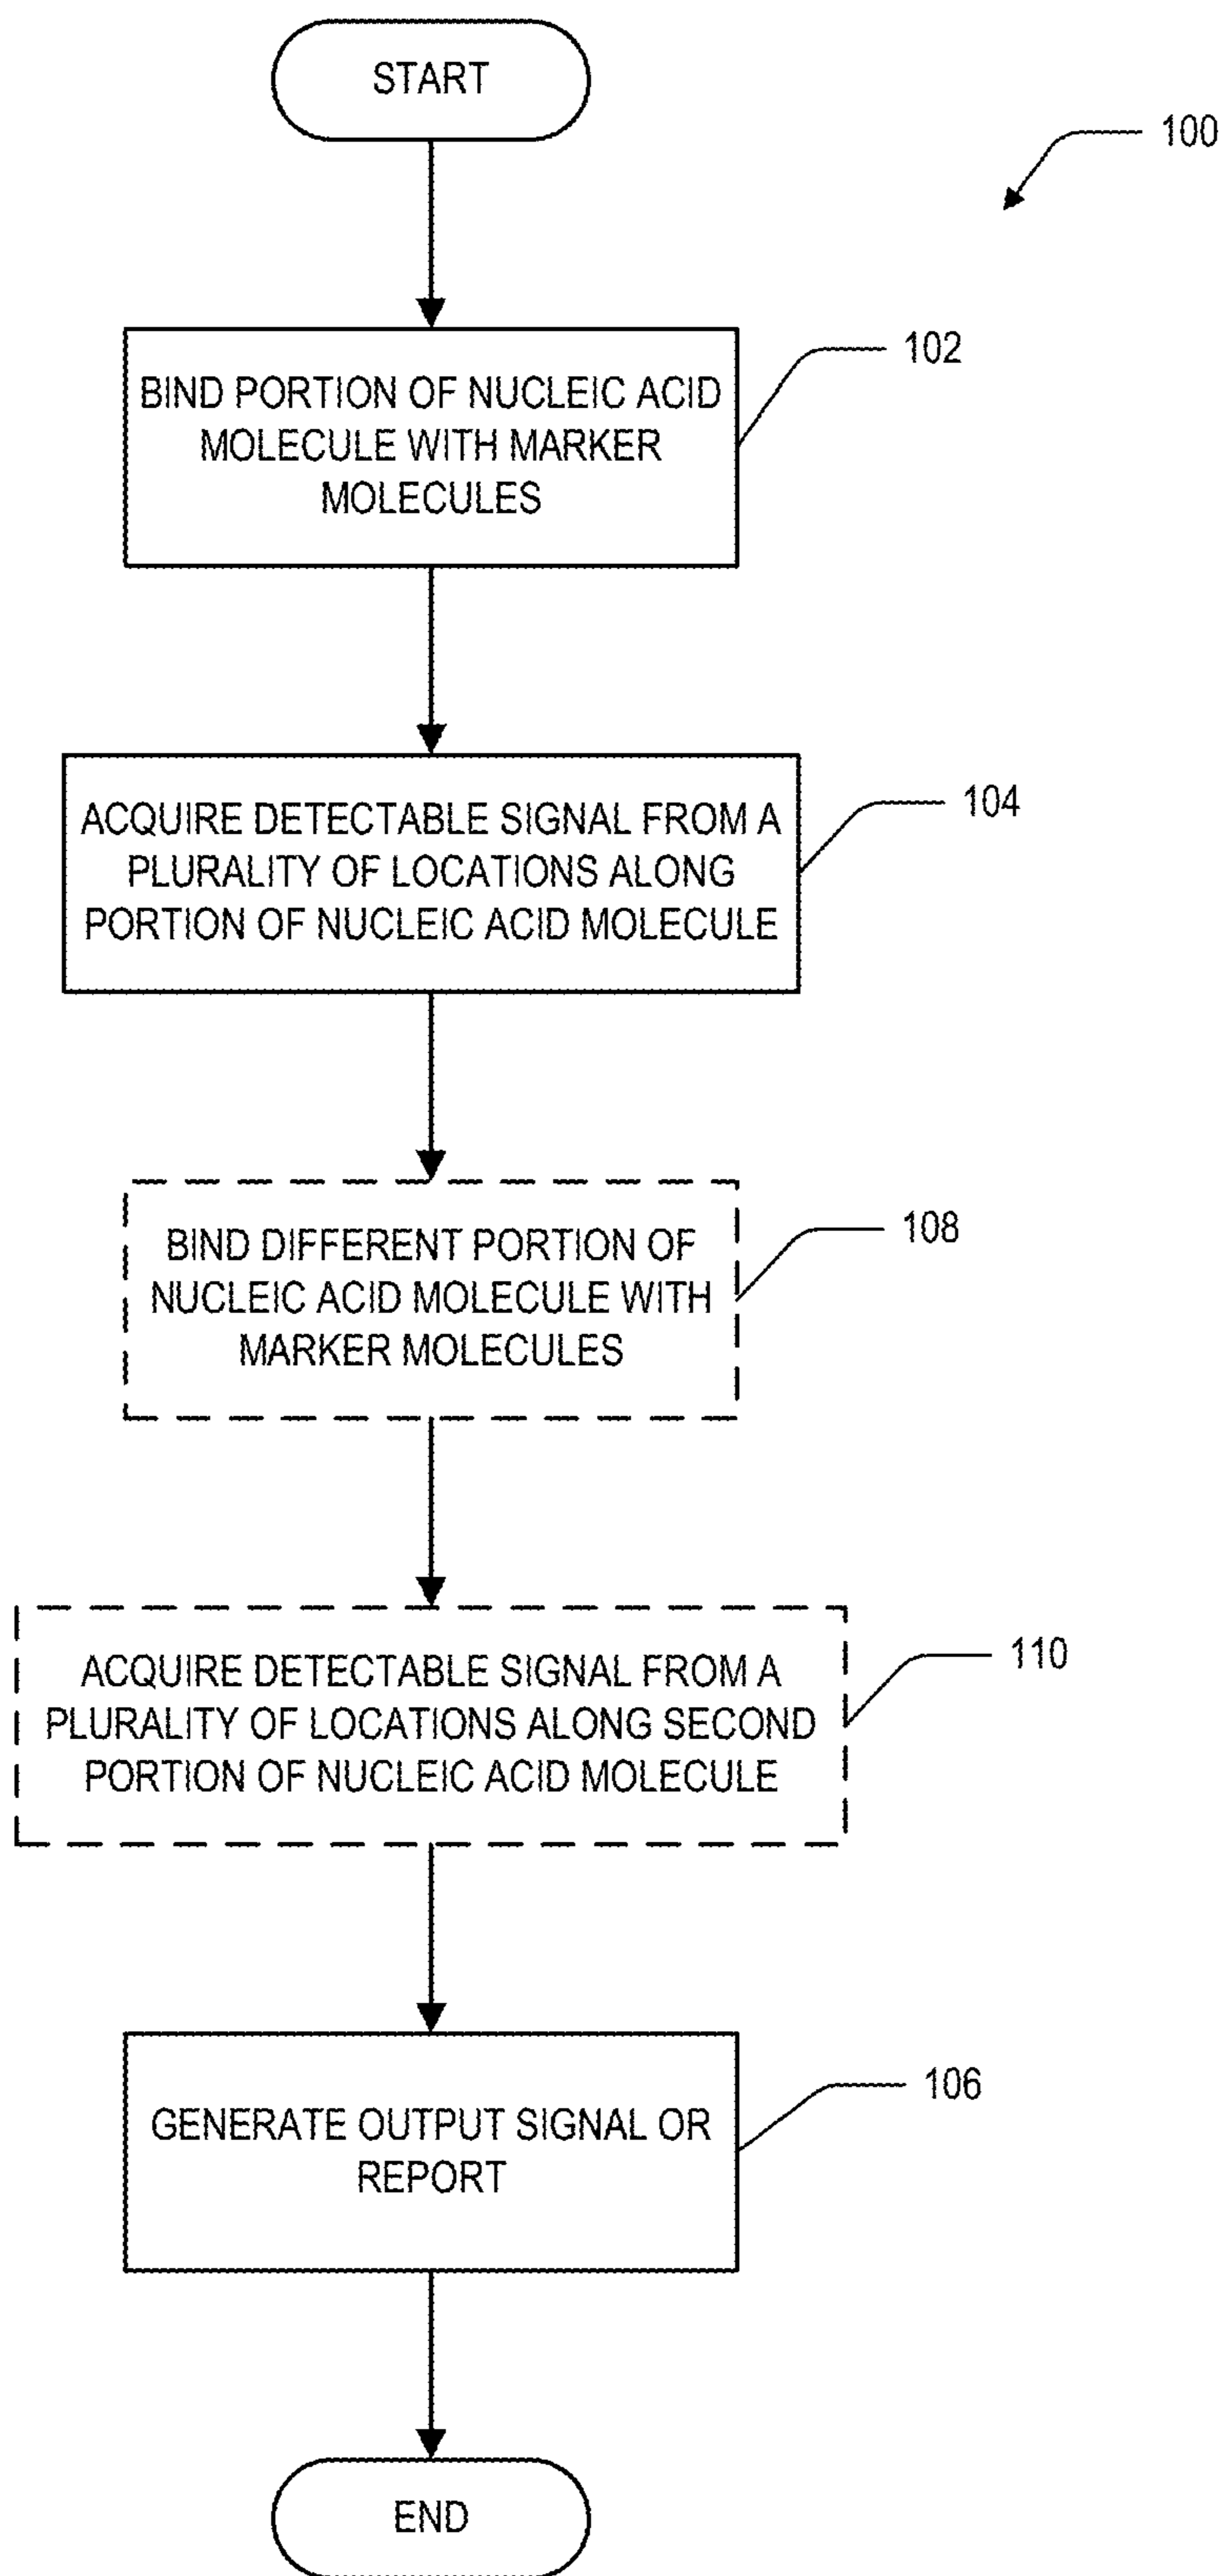 START
100
102
BIND PORTION OF NUCLEIC ACID
MOLECULE WITH MARKER
MOLECULES
104
ACQUIRE DETECTABLE SIGNAL FROM A
PLURALITY OF LOCATIONS ALONG
PORTION OF NUCLEIC ACID MOLECULE
108
BIND DIFFERENT PORTION OF
NUCLEIC ACID MOLECULE WITH
MARKER MOLECULES
110
ACQUIRE DETECTABLE SIGNAL FROM A
PLURALITY OF LOCATIONS ALONG SECOND
PORTION OF NUCLEIC ACID MOLECULE
106
GENERATE OUTPUT SIGNAL OR
REPORT
END